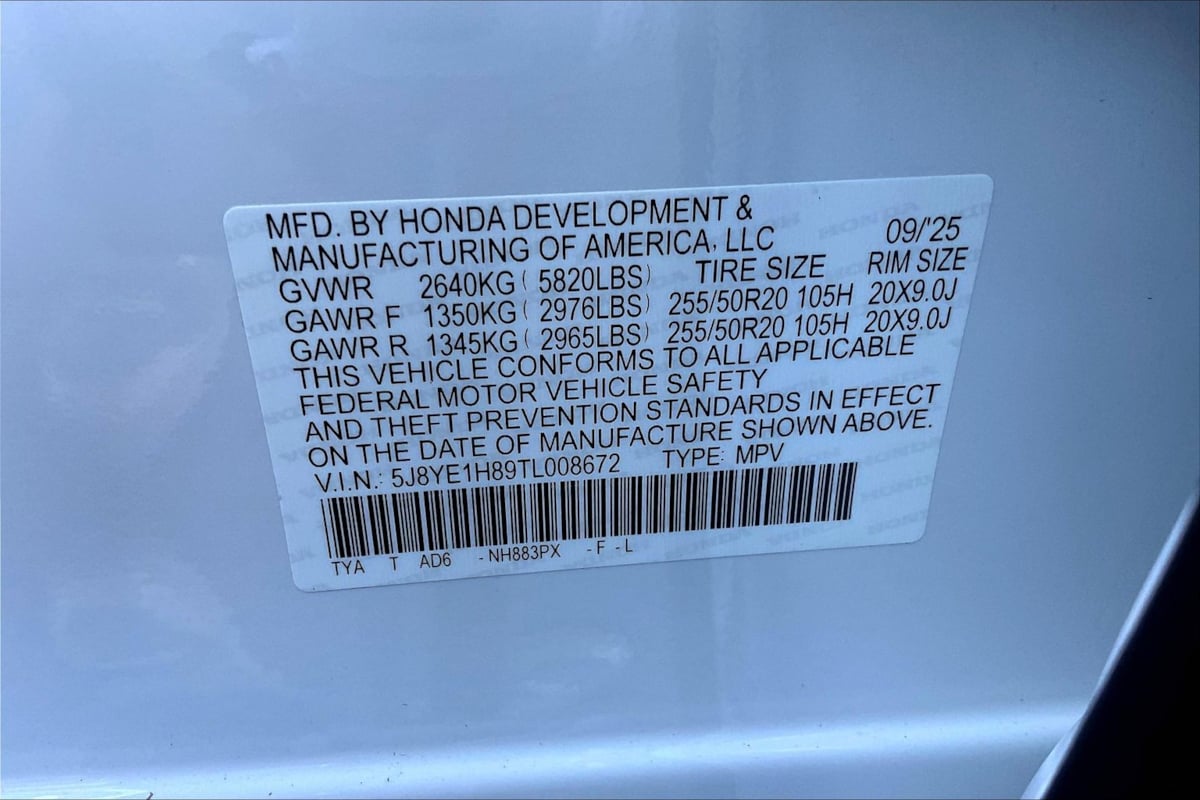 MFD. BY HONDA DEVELOPMENT &
MANUFACTURING OF AMERICA, LLC 09/'25
GVWR 2640KG ( 5820LBS) TIRE SIZE RIM SIZE
GAWR F 1350KG ( 2976LBS) 255/50R20 105H 20X9.0J
GAWR R 1345KG ( 2965LBS) 255/50R20 105H 20X9.0J
THIS VEHICLE CONFORMS TO ALL APPLICABLE
FEDERAL MOTOR VEHICLE SAFETY
AND THEFT PREVENTION STANDARDS IN EFFECT
ON THE DATE OF MANUFACTURE SHOWN ABOVE.
V.I.N.: 5J8YE1H89TL008672 TYPE: MPV
TYA T AD6 -NH883PX -F -L